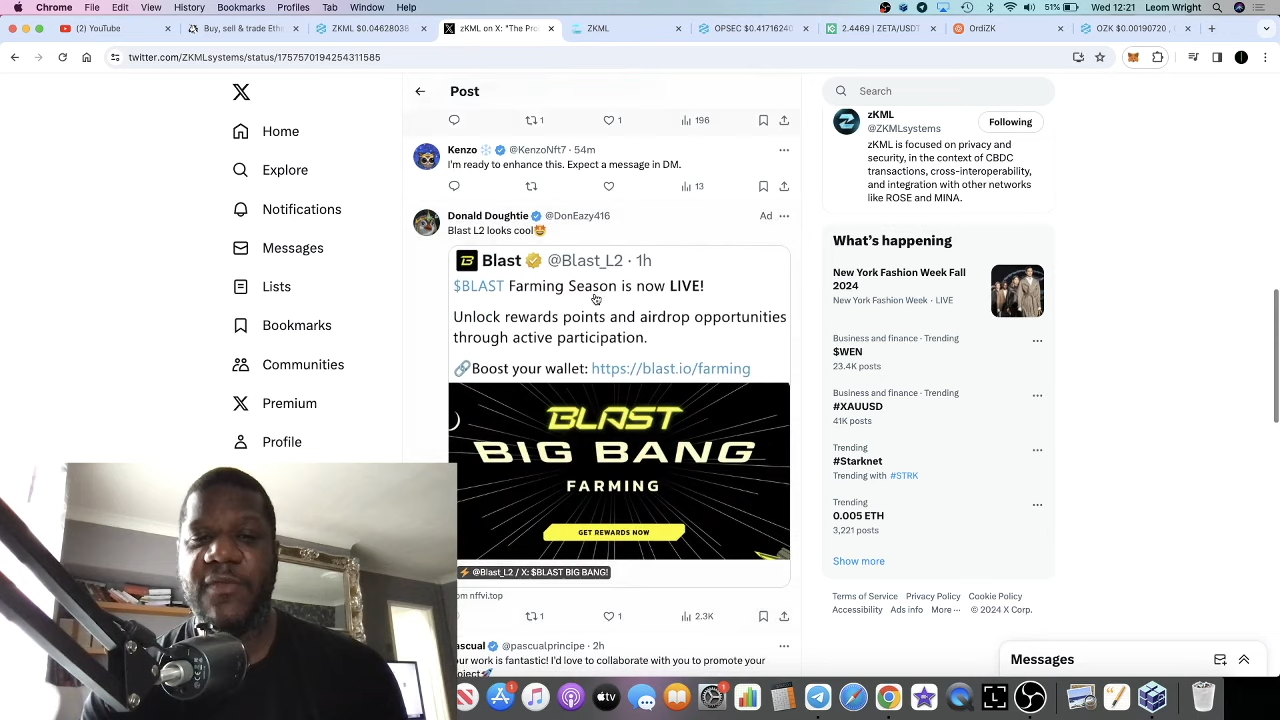 Chrome File Edit View History Bookmarks Profiles Tab Window Help
51% Wed 12:21 Leom Wright
(2) YouTube
Buy, sell & trade Ethe
ZKML $0.04628038
ZKML on X: "The Pro
ZKML
OPSEC $0.41716240
2.4469 | ZETA/USDT
OrdiZK
OZK $0.00190720
twitter.com/ZKMLsystems/status/1757570194254311585
Post
Search
Home
Explore
Notifications
Messages
Lists
Bookmarks
Communities
Premium
Profile
1 1 196
Kenzo @KenzoNft7 · 54m
I'm ready to enhance this. Expect a message in DM.
13
Donald Doughtie @DonEazy416 Ad
Blast L2 looks cool🤩
Blast @Blast_L2 · 1h
$BLAST Farming Season is now LIVE!
Unlock rewards points and airdrop opportunities
through active participation.
🔗Boost your wallet: https://blast.io/farming
BLAST
BIG BANG
FARMING
GET REWARDS NOW
⚡ @Blast_L2 / X: $BLAST BIG BANG!
om nffvi.top
1 1 2.3K
ascual @pascualprincipe · 2h
our work is fantastic! I'd love to collaborate with you to promote your
oject🚀
zKML
@ZKMLsystems
Following
zKML is focused on privacy and
security, in the context of CBDC
transactions, cross-interoperability,
and integration with other networks
like ROSE and MINA.
What's happening
New York Fashion Week Fall
2024
New York Fashion Week · LIVE
Business and finance · Trending
$WEN
23.4K posts
Business and finance · Trending
#XAUUSD
41K posts
Trending
#Starknet
Trending with #STRK
Trending
0.005 ETH
3,221 posts
Show more
Terms of Service Privacy Policy Cookie Policy
Accessibility Ads info More ··· © 2024 X Corp.
Messages